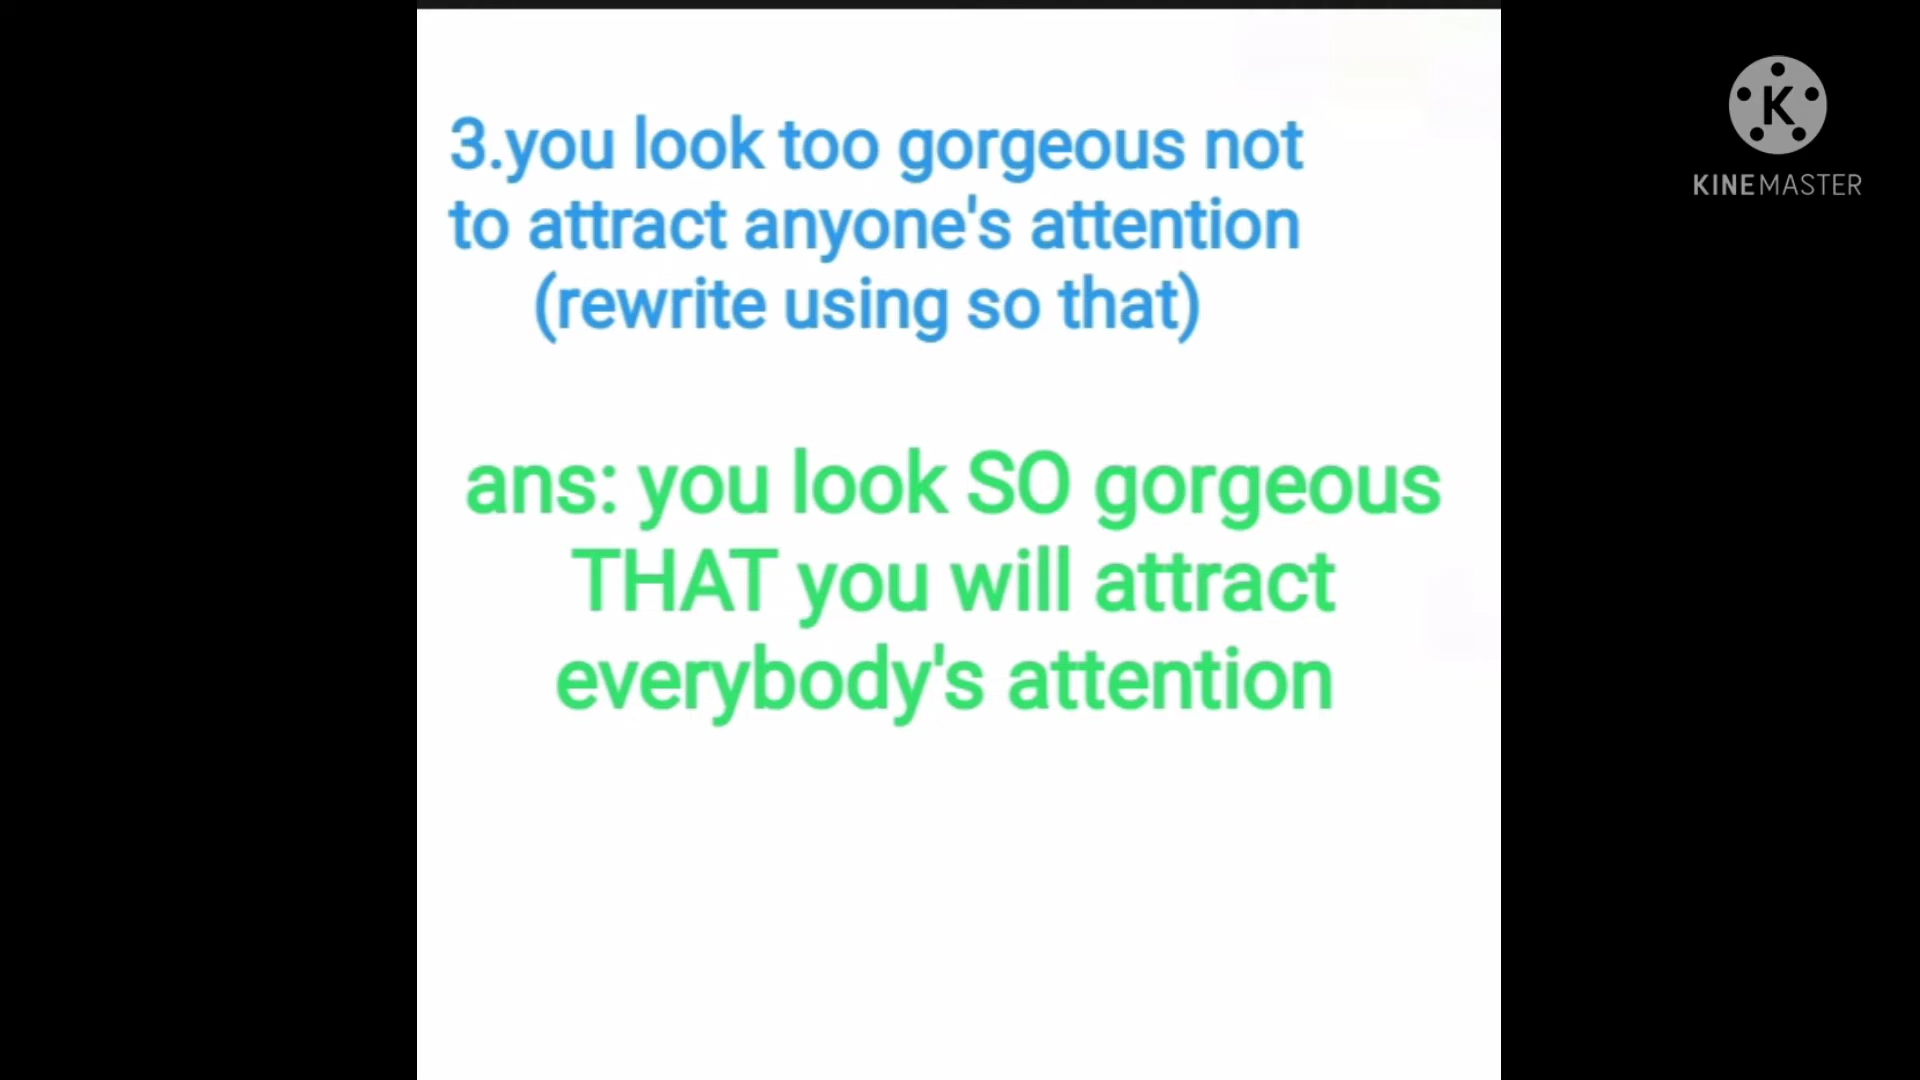 3.you look too gorgeous not
to attract anyone's attention
(rewrite using so that)
ans: you look SO gorgeous
THAT you will attract
everybody's attention
K
KINEMASTER